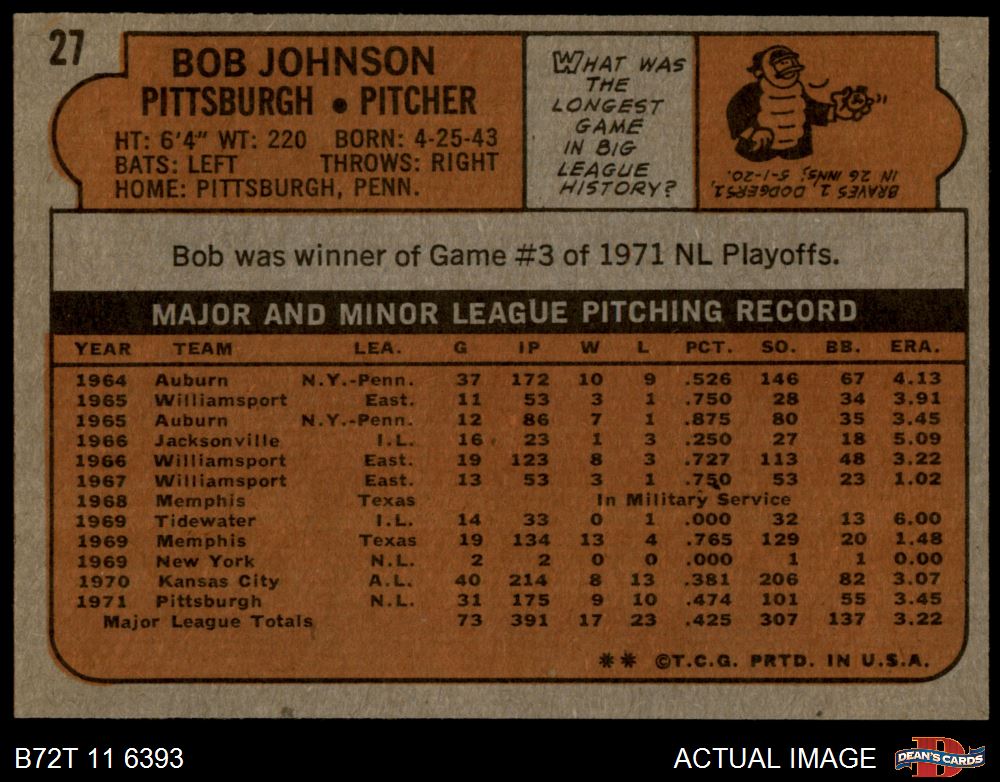 27
BOB JOHNSON
PITTSBURGH • PITCHER
HT: 6'4" WT: 220 BORN: 4-25-43
BATS: LEFT THROWS: RIGHT
HOME: PITTSBURGH, PENN.
WHAT WAS
THE
LONGEST
GAME
IN BIG
LEAGUE
HISTORY?
BRAVES 1, DODGERS 1,
IN 26 INNS; 5-1-20.
Bob was winner of Game #3 of 1971 NL Playoffs.
MAJOR AND MINOR LEAGUE PITCHING RECORD
YEAR TEAM LEA. G IP W L PCT. SO. BB. ERA.
1964 Auburn N.Y.-Penn. 37 172 10 9 .526 146 67 4.13
1965 Williamsport East. 11 53 3 1 .750 28 34 3.91
1965 Auburn N.Y.-Penn. 12 86 7 1 .875 80 35 3.45
1966 Jacksonville I.L. 16 23 1 3 .250 27 18 5.09
1966 Williamsport East. 19 123 8 3 .727 113 48 3.22
1967 Williamsport East. 13 53 3 1 .750 53 23 1.02
1968 Memphis Texas In Military Service
1969 Tidewater I.L. 14 33 0 1 .000 32 13 6.00
1969 Memphis Texas 19 134 13 4 .765 129 20 1.48
1969 New York N.L. 2 2 0 0 .000 1 1 0.00
1970 Kansas City A.L. 40 214 8 13 .381 206 82 3.07
1971 Pittsburgh N.L. 31 175 9 10 .474 101 55 3.45
Major League Totals 73 391 17 23 .425 307 137 3.22
** ©T.C.G. PRTD. IN U.S.A.
B72T 11 6393
ACTUAL IMAGE
D
DEAN'S CARDS